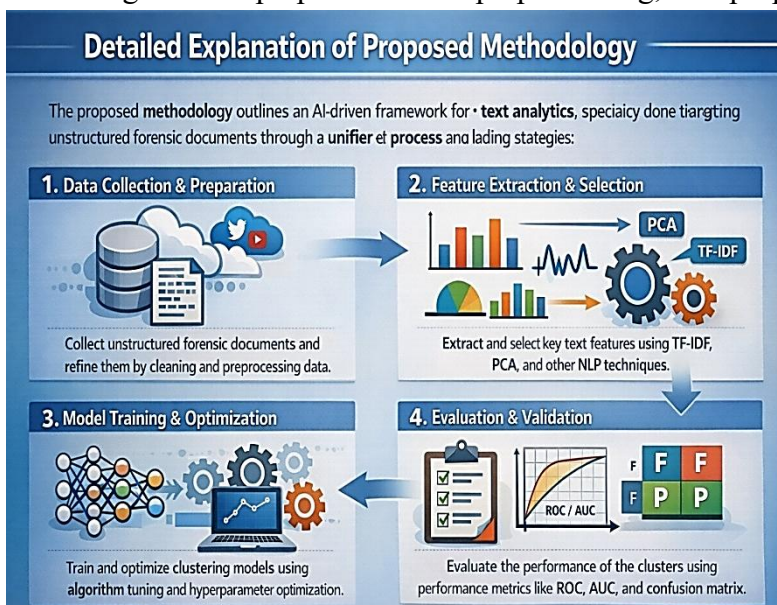 Detailed Explanation of Proposed Methodology
The proposed methodology outlines an AI-driven framework for • text analytics, speciaicy done tiargting
unstructured forensic documents through a unifier et process ang lading stategies:
1. Data Collection & Preparation
Collect unstructured forensic documents and
refine them by cleaning and preprocessing data.
2. Feature Extraction & Selection
PCA
TF-IDF
Extract and select key text features using TF-IDF,
PCA, and other NLP techniques.
3. Model Training & Optimization
Train and optimize clustering models using
algorithm tuning and hyperparameter optimization.
4. Evaluation & Validation
ROC / AUC
F F F
F P P
Evaluate the performance of the clusters using
performance metrics like ROC, AUC, and confusion matrix.